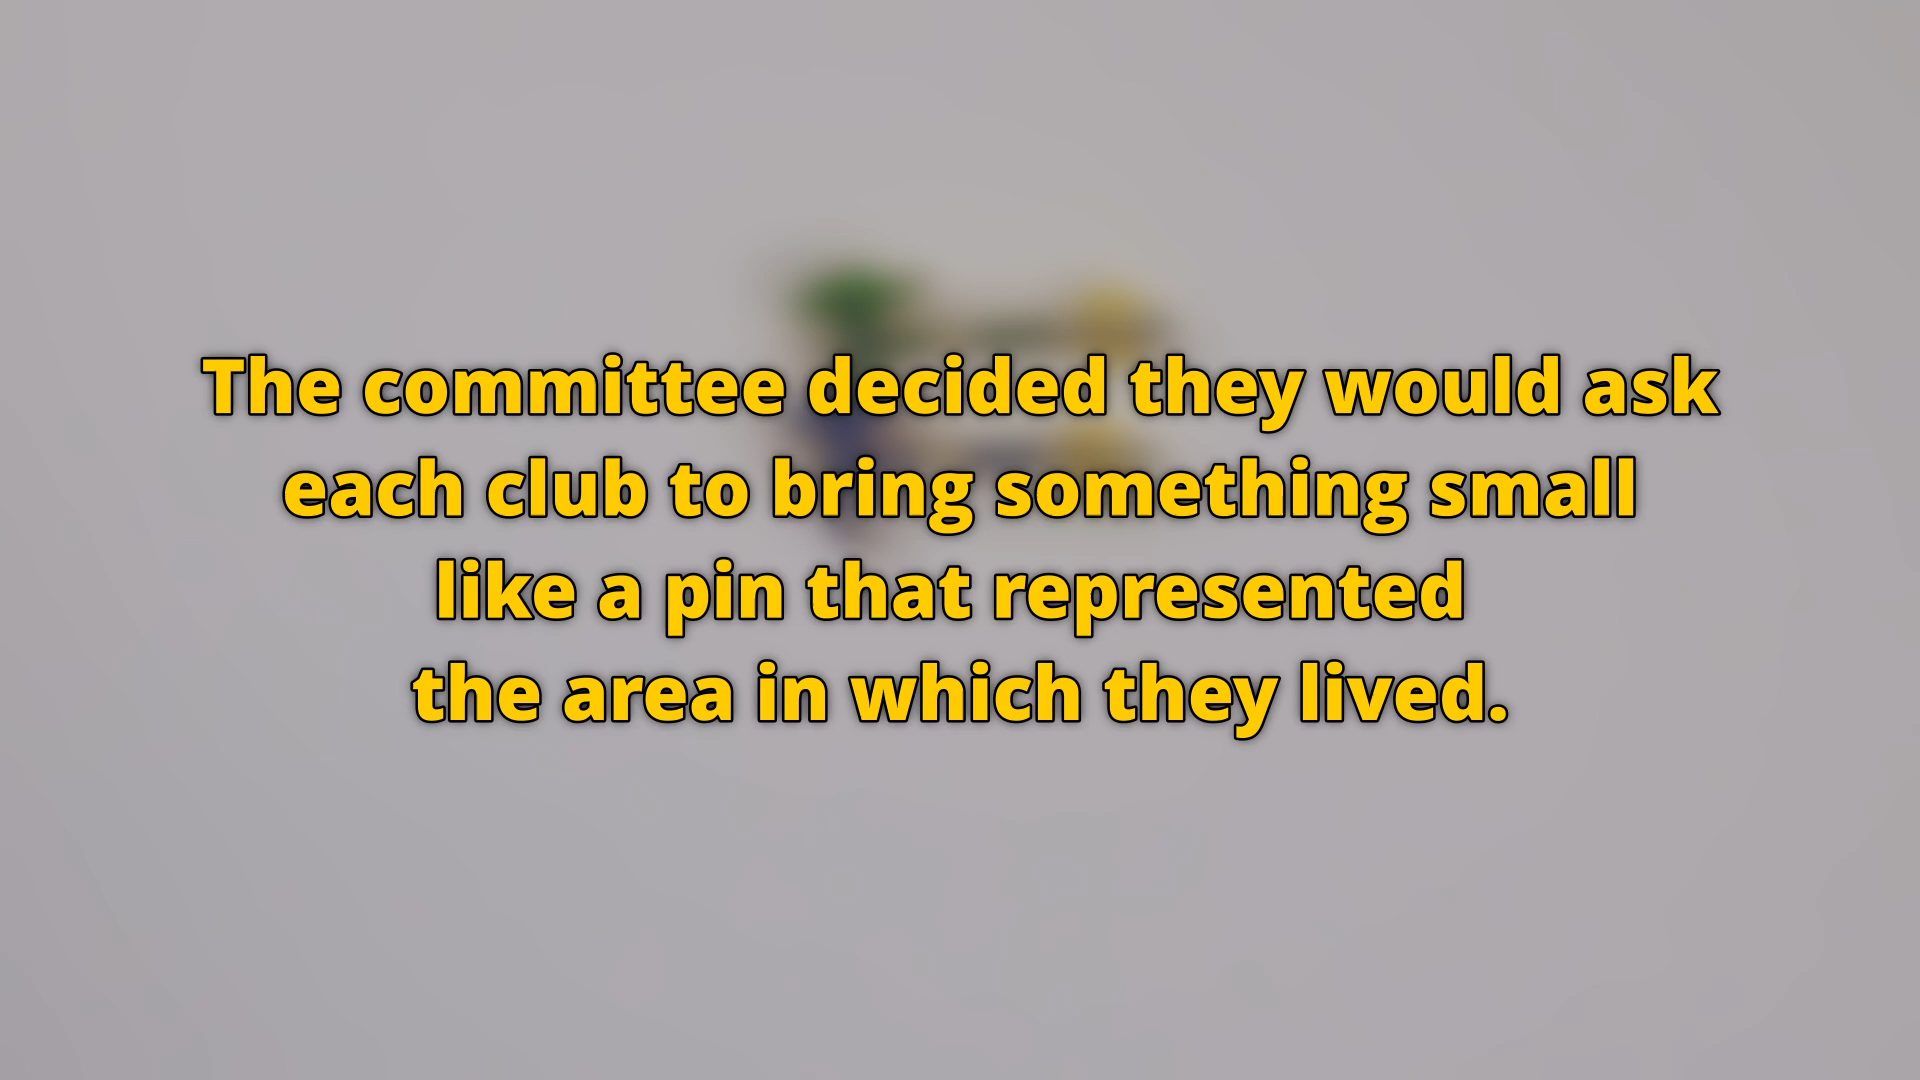 The committee decided they would ask
each club to bring something small
like a pin that represented
the area in which they lived.